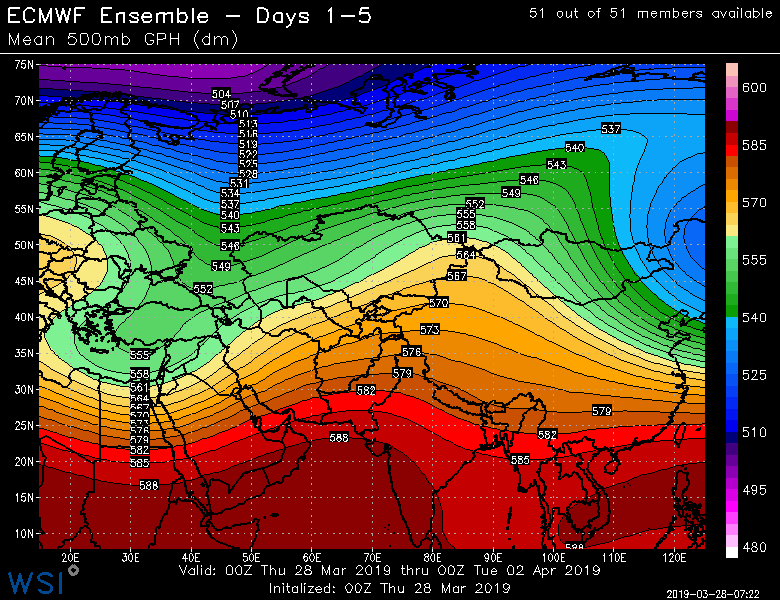 ECMWF Ensemble – Days 1–5
51 out of 51 members available
Mean 500mb GPH (dm)
75N
70N
65N
60N
55N
50N
45N
40N
35N
30N
25N
20N
15N
10N
504
507
510
513
516
519
522
525
528
531
534
537
540
543
546
549
552
537
540
543
546
549
552
555
558
561
564
567
570
573
576
579
582
588
555
558
561
564
567
570
573
576
579
582
585
588
579
582
585
588
600
585
570
555
540
525
510
495
480
20E 30E 40E 50E 60E 70E 80E 90E 100E 110E 120E
Valid: 00Z Thu 28 Mar 2019 thru 00Z Tue 02 Apr 2019
Initalized: 00Z Thu 28 Mar 2019
WSI
2019-03-28-07:22